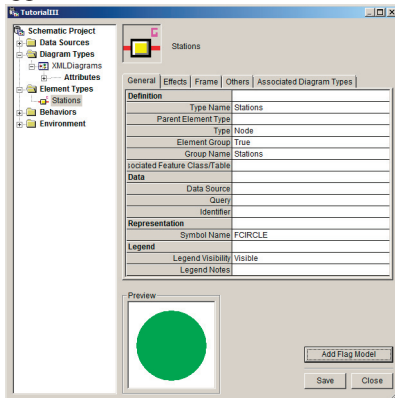 TutorialIII
Schematic Project
Data Sources
Diagram Types
XMLDiagrams
Attributes
Element Types
Stations
Behaviors
Environment
Stations
General Effects Frame Others Associated Diagram Types
Definition
Type Name Stations
Parent Element Type
Type Node
Element Group True
Group Name Stations
sociated Feature Class/Table
Data
Data Source
Query
Identifier
Representation
Symbol Name FCIRCLE
Legend
Legend Visibility Visible
Legend Notes
Preview
Add Flag Model
Save Close